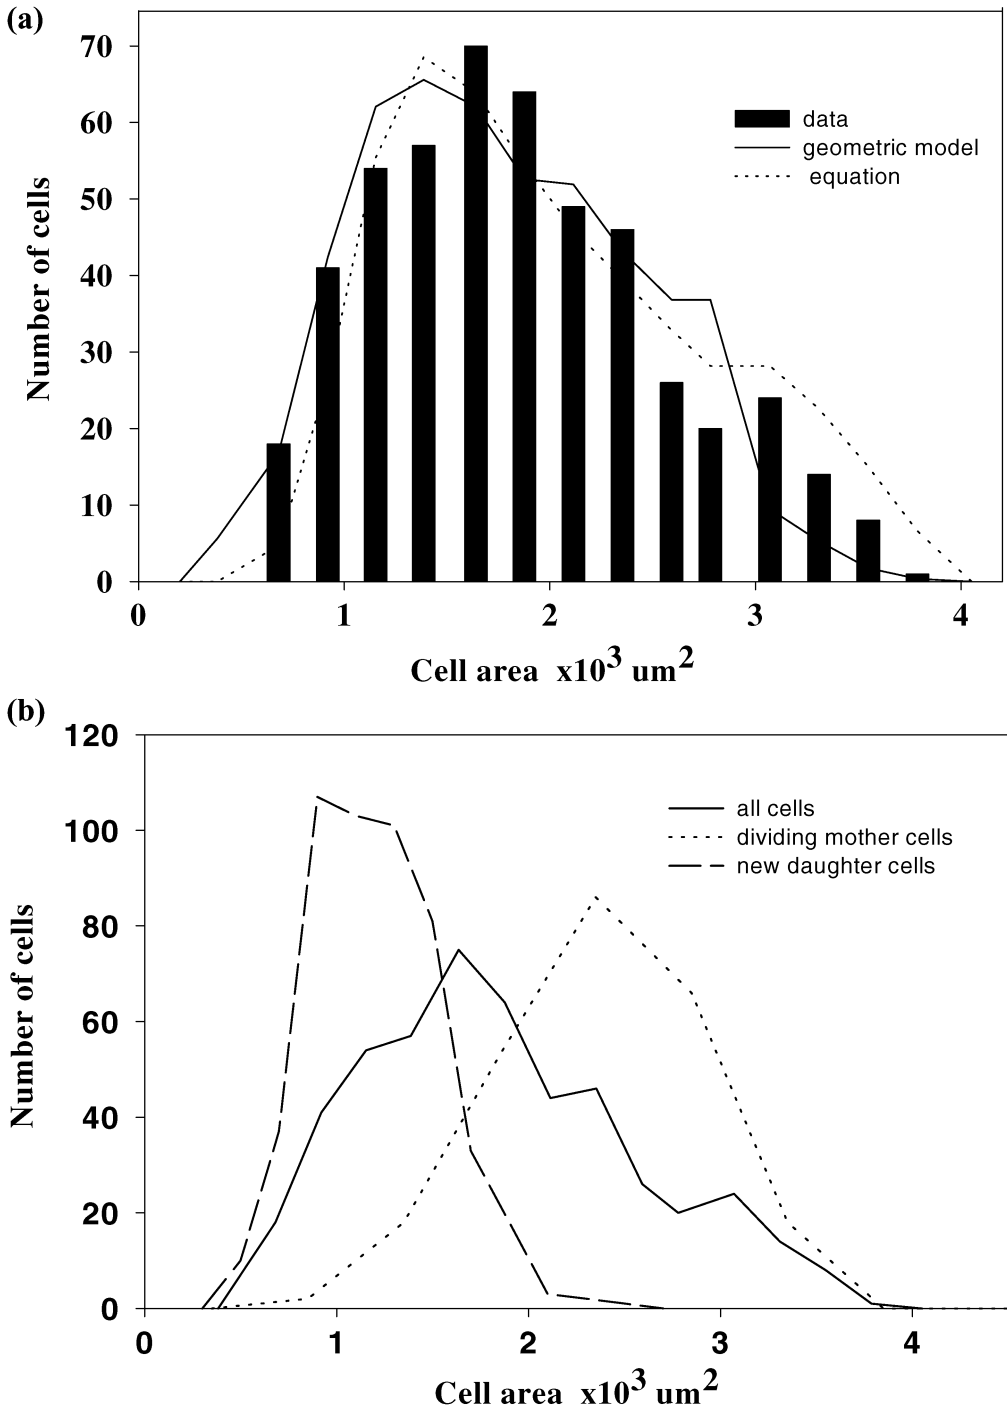 (a)
70
60
50
40
30
20
10
0
Number of cells
data
geometric model
equation
0 1 2 3 4
Cell area x10³ um²
(b)
120
100
80
60
40
20
0
Number of cells
all cells
dividing mother cells
new daughter cells
0 1 2 3 4
Cell area x10³ um²